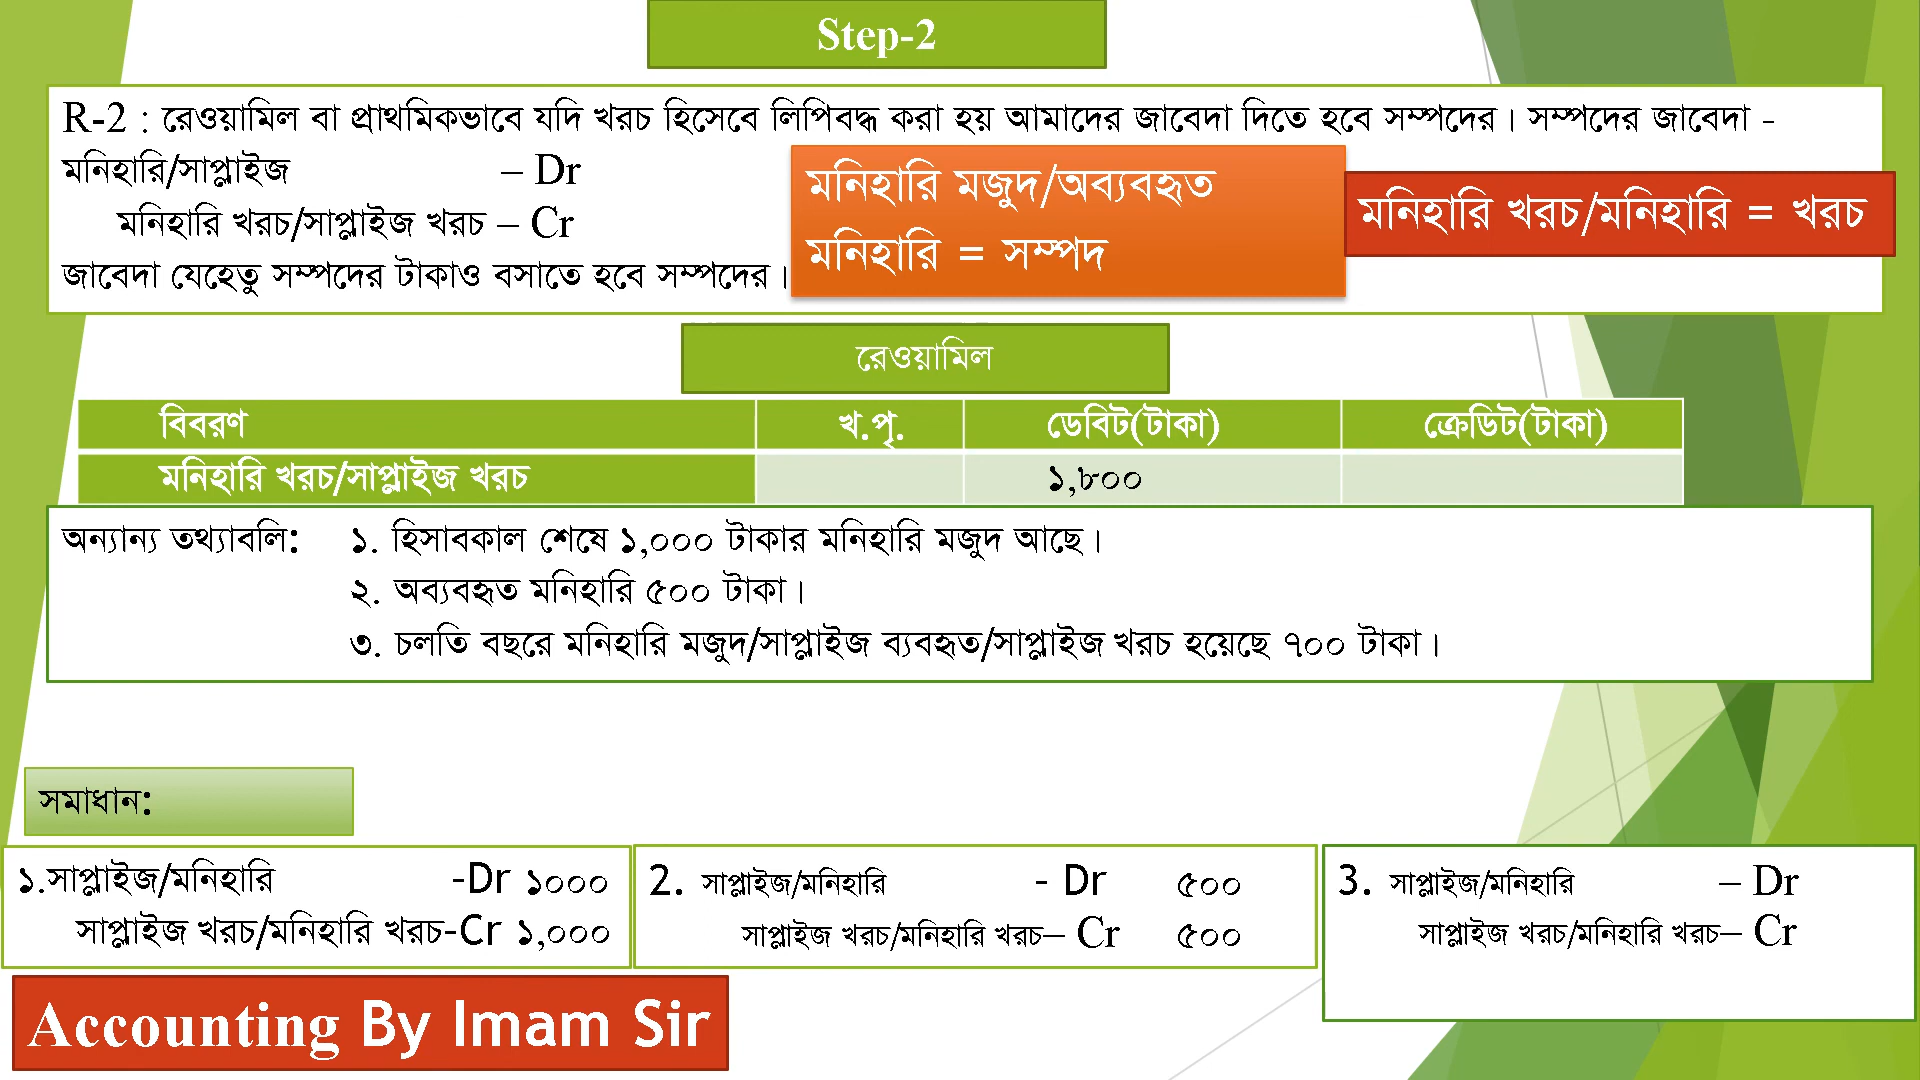 Step-2
R-2 : রেওয়ামিল বা প্রাথমিকভাবে যদি খরচ হিসেবে লিপিবদ্ধ করা হয় আমাদের জাবেদা দিতে হবে সম্পদের। সম্পদের জাবেদা -
মনিহারি/সাপ্লাইজ – Dr
মনিহারি খরচ/সাপ্লাইজ খরচ – Cr
জাবেদা যেহেতু সম্পদের টাকাও বসাতে হবে সম্পদের।
মনিহারি মজুদ/অব্যবহৃত
মনিহারি = সম্পদ
মনিহারি খরচ/মনিহারি = খরচ
রেওয়ামিল
বিবরণ খ.পৃ. ডেবিট(টাকা) ক্রেডিট(টাকা)
মনিহারি খরচ/সাপ্লাইজ খরচ ১,৮০০
অন্যান্য তথ্যাবলি: ১. হিসাবকাল শেষে ১,০০০ টাকার মনিহারি মজুদ আছে।
২. অব্যবহৃত মনিহারি ৫০০ টাকা।
৩. চলতি বছরে মনিহারি মজুদ/সাপ্লাইজ ব্যবহৃত/সাপ্লাইজ খরচ হয়েছে ৭০০ টাকা।
সমাধান:
১.সাপ্লাইজ/মনিহারি -Dr ১০০০
সাপ্লাইজ খরচ/মনিহারি খরচ-Cr ১,০০০
2. সাপ্লাইজ/মনিহারি - Dr ৫০০
সাপ্লাইজ খরচ/মনিহারি খরচ– Cr ৫০০
3. সাপ্লাইজ/মনিহারি – Dr
সাপ্লাইজ খরচ/মনিহারি খরচ– Cr
Accounting By Imam Sir